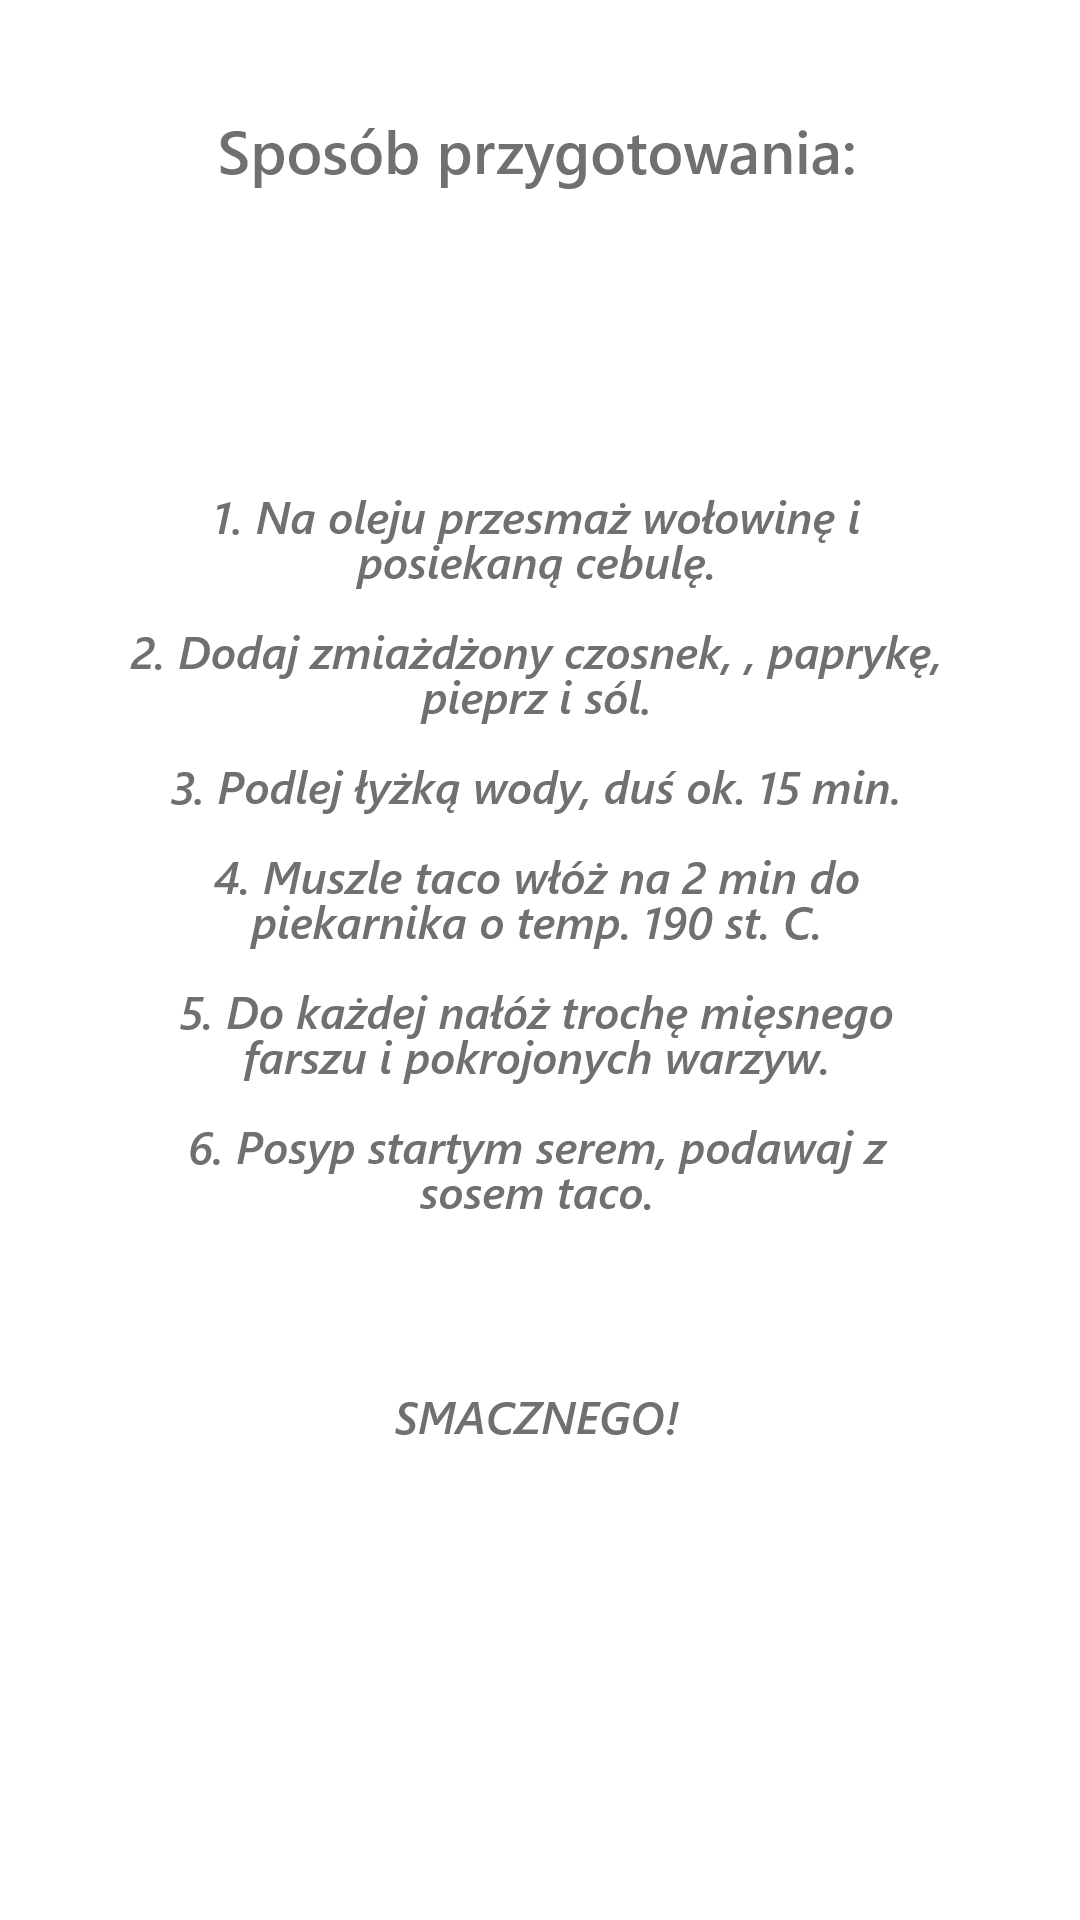 Sposób przygotowania:
1. Na oleju przesmaż wołowinę i
posiekaną cebulę.
2. Dodaj zmiażdżony czosnek, , paprykę,
pieprz i sól.
3. Podlej łyżką wody, duś ok. 15 min.
4. Muszle taco włóż na 2 min do
piekarnika o temp. 190 st. C.
5. Do każdej nałóż trochę mięsnego
farszu i pokrojonych warzyw.
6. Posyp startym serem, podawaj z
sosem taco.
SMACZNEGO!